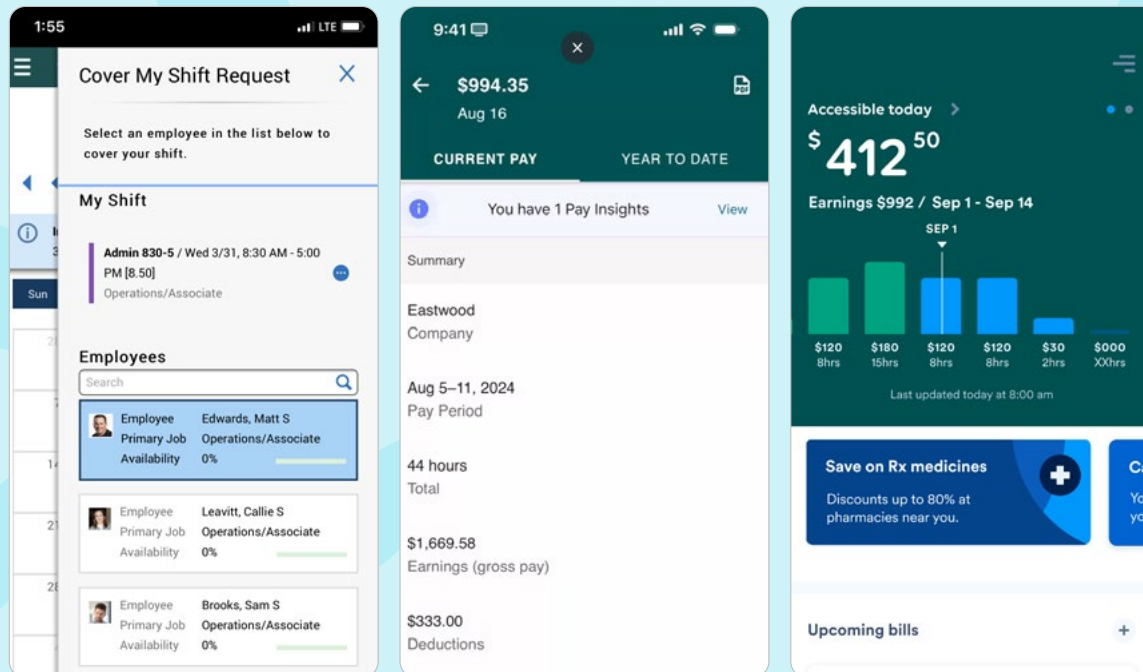 1:55
LTE
Cover My Shift Request
Select an employee in the list below to
cover your shift.
My Shift
Admin 830-5 / Wed 3/31, 8:30 AM - 5:00
PM [8.50]
Operations/Associate
Sun
Employees
Search
Employee Edwards, Matt S
Primary Job Operations/Associate
Availability 0%
Employee Leavitt, Callie S
Primary Job Operations/Associate
Availability 0%
Employee Brooks, Sam S
Primary Job Operations/Associate
Availability 0%
14
21
28
9:41
$994.35
PDF
Aug 16
CURRENT PAY YEAR TO DATE
You have 1 Pay Insights View
Summary
Eastwood
Company
Aug 5–11, 2024
Pay Period
44 hours
Total
$1,669.58
Earnings (gross pay)
$333.00
Deductions
Accessible today
$412 50
Earnings $992 / Sep 1 - Sep 14
SEP 1
$120 $180 $120 $120 $30 $000
8hrs 15hrs 8hrs 8hrs 2hrs XXhrs
Last updated today at 8:00 am
Save on Rx medicines
Discounts up to 80% at
pharmacies near you.
Upcoming bills